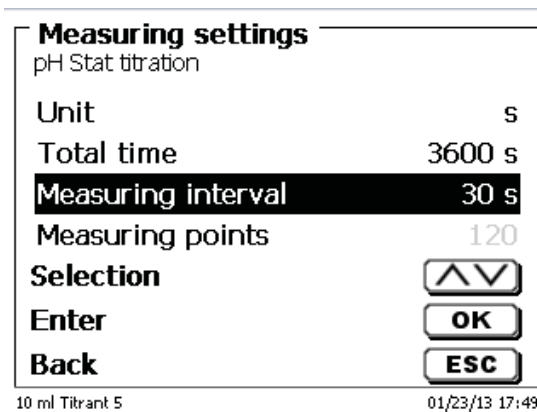 Measuring settings
pH Stat titration
Unit s
Total time 3600 s
Measuring interval 30 s
Measuring points 120
Selection
Enter OK
Back ESC
10 ml Titrant 5 01/23/13 17:49